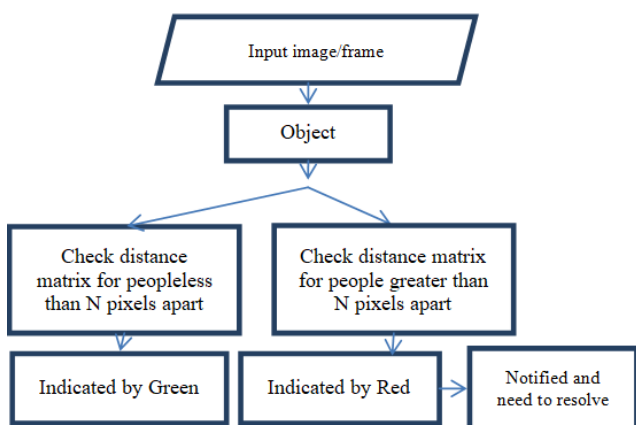 Input image/frame
Object
Check distance
matrix for peopleless
than N pixels apart
Check distance matrix
for people greater than
N pixels apart
Indicated by Green
Indicated by Red
Notified and
need to resolve